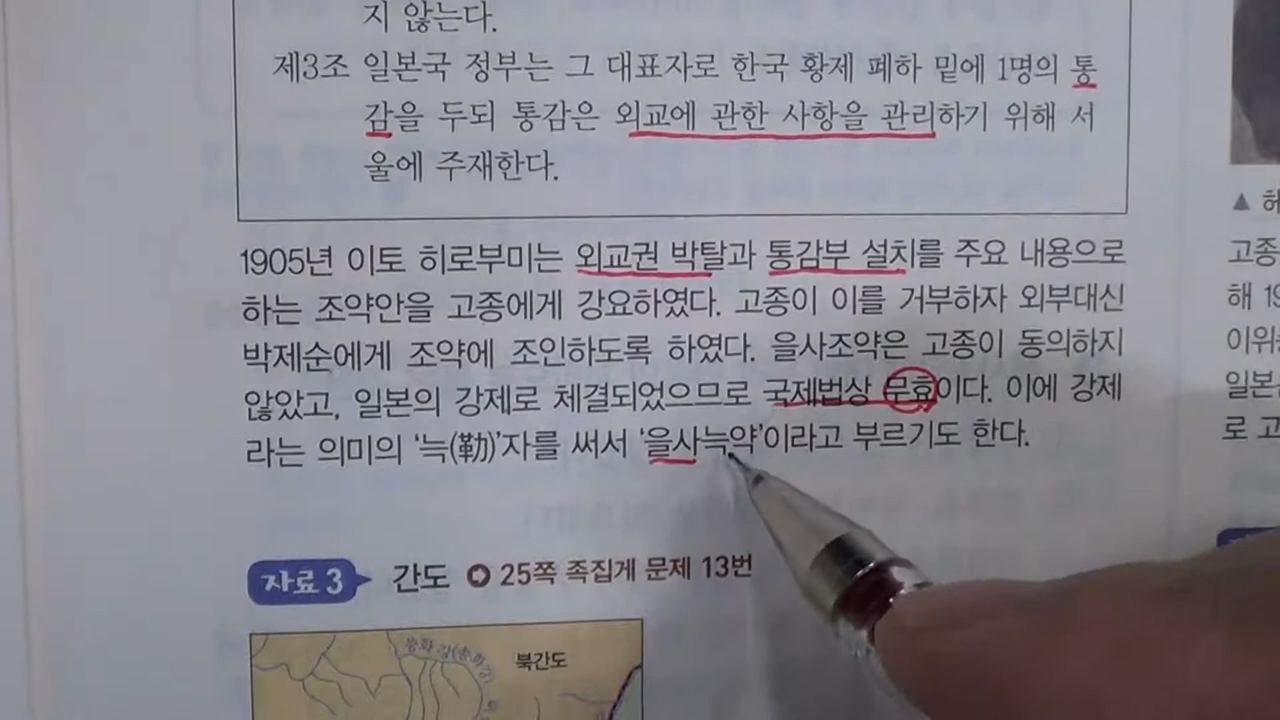 지 않는다.
제3조 일본국 정부는 그 대표자로 한국 황제 폐하 밑에 1명의 통
감을 두되 통감은 외교에 관한 사항을 관리하기 위해 서
울에 주재한다.
1905년 이토 히로부미는 외교권 박탈과 통감부 설치를 주요 내용으로
하는 조약안을 고종에게 강요하였다. 고종이 이를 거부하자 외부대신
박제순에게 조약에 조인하도록 하였다. 을사조약은 고종이 동의하지
않았고, 일본의 강제로 체결되었으므로 국제법상 무효이다. 이에 강제
라는 의미의 ‘늑(勒)’자를 써서 ‘을사늑약’이라고 부르기도 한다.
자료 3 간도 25쪽 족집게 문제 13번
쑹화 강(송화강)
북간도
▲ 헤
고종
해 19
이위
일본
로 고